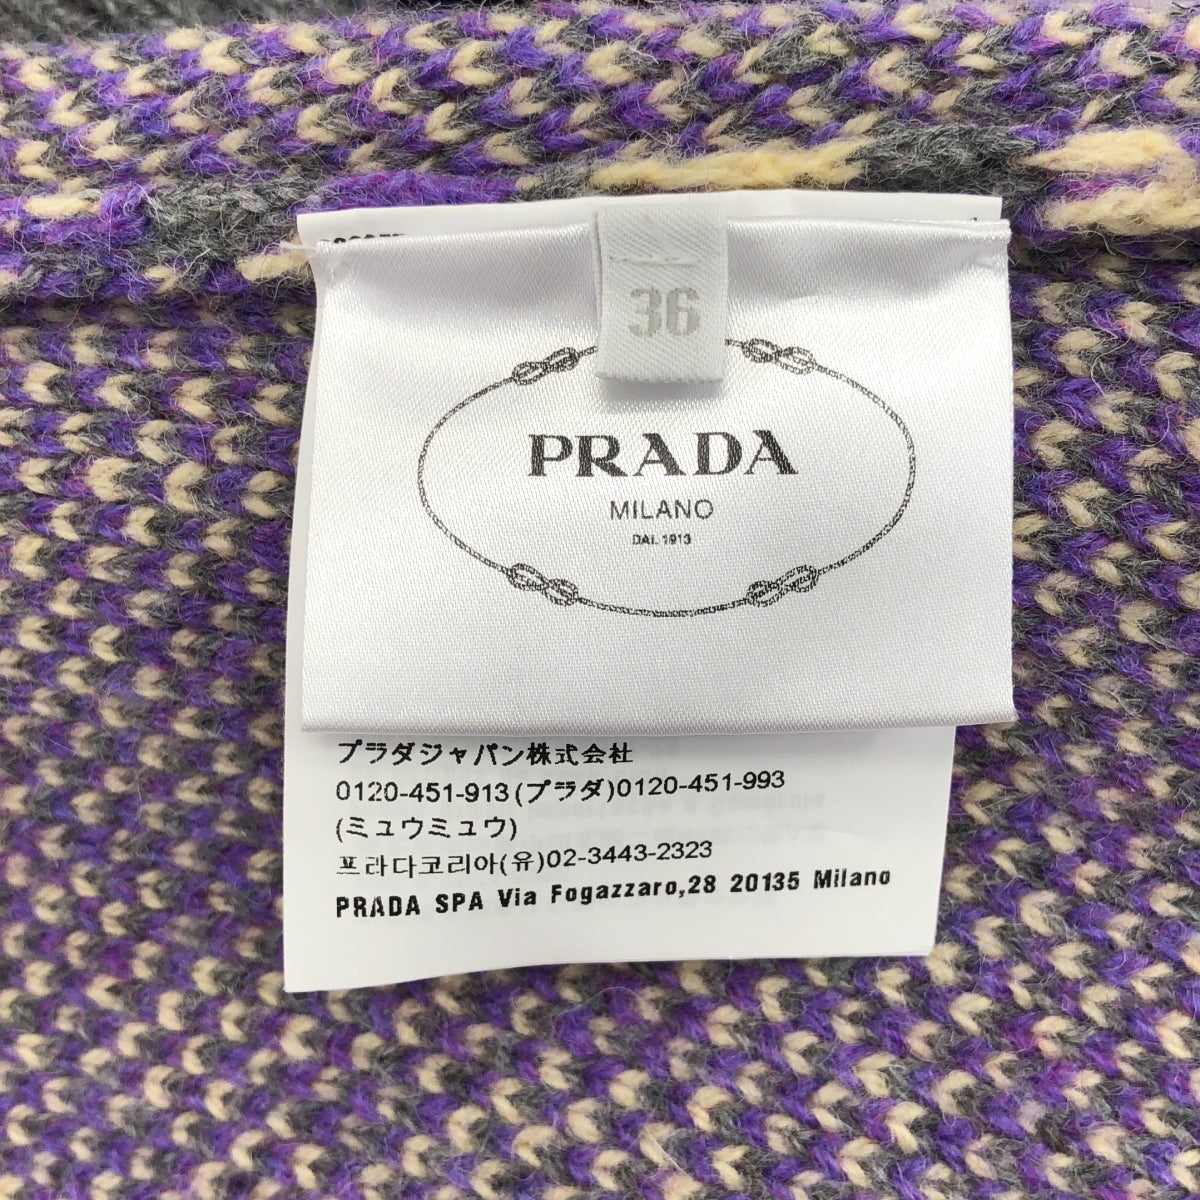 36
PRADA
MILANO
DAL 1913
プラダジャパン株式会社
0120-451-913(プラダ)0120-451-993
(ミュウミュウ)
프라다코리아(유)02-3443-2323
PRADA SPA Via Fogazzaro,28 20135 Milano